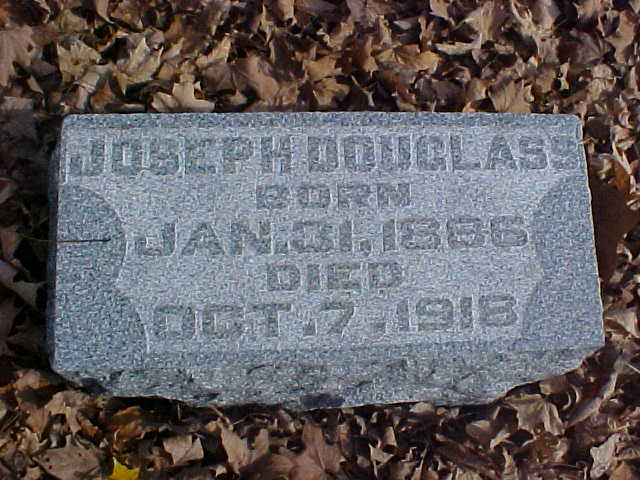 JOSEPH DOUGLASS
BORN
JAN. 31, 1886
DIED
OCT. 7, 1918